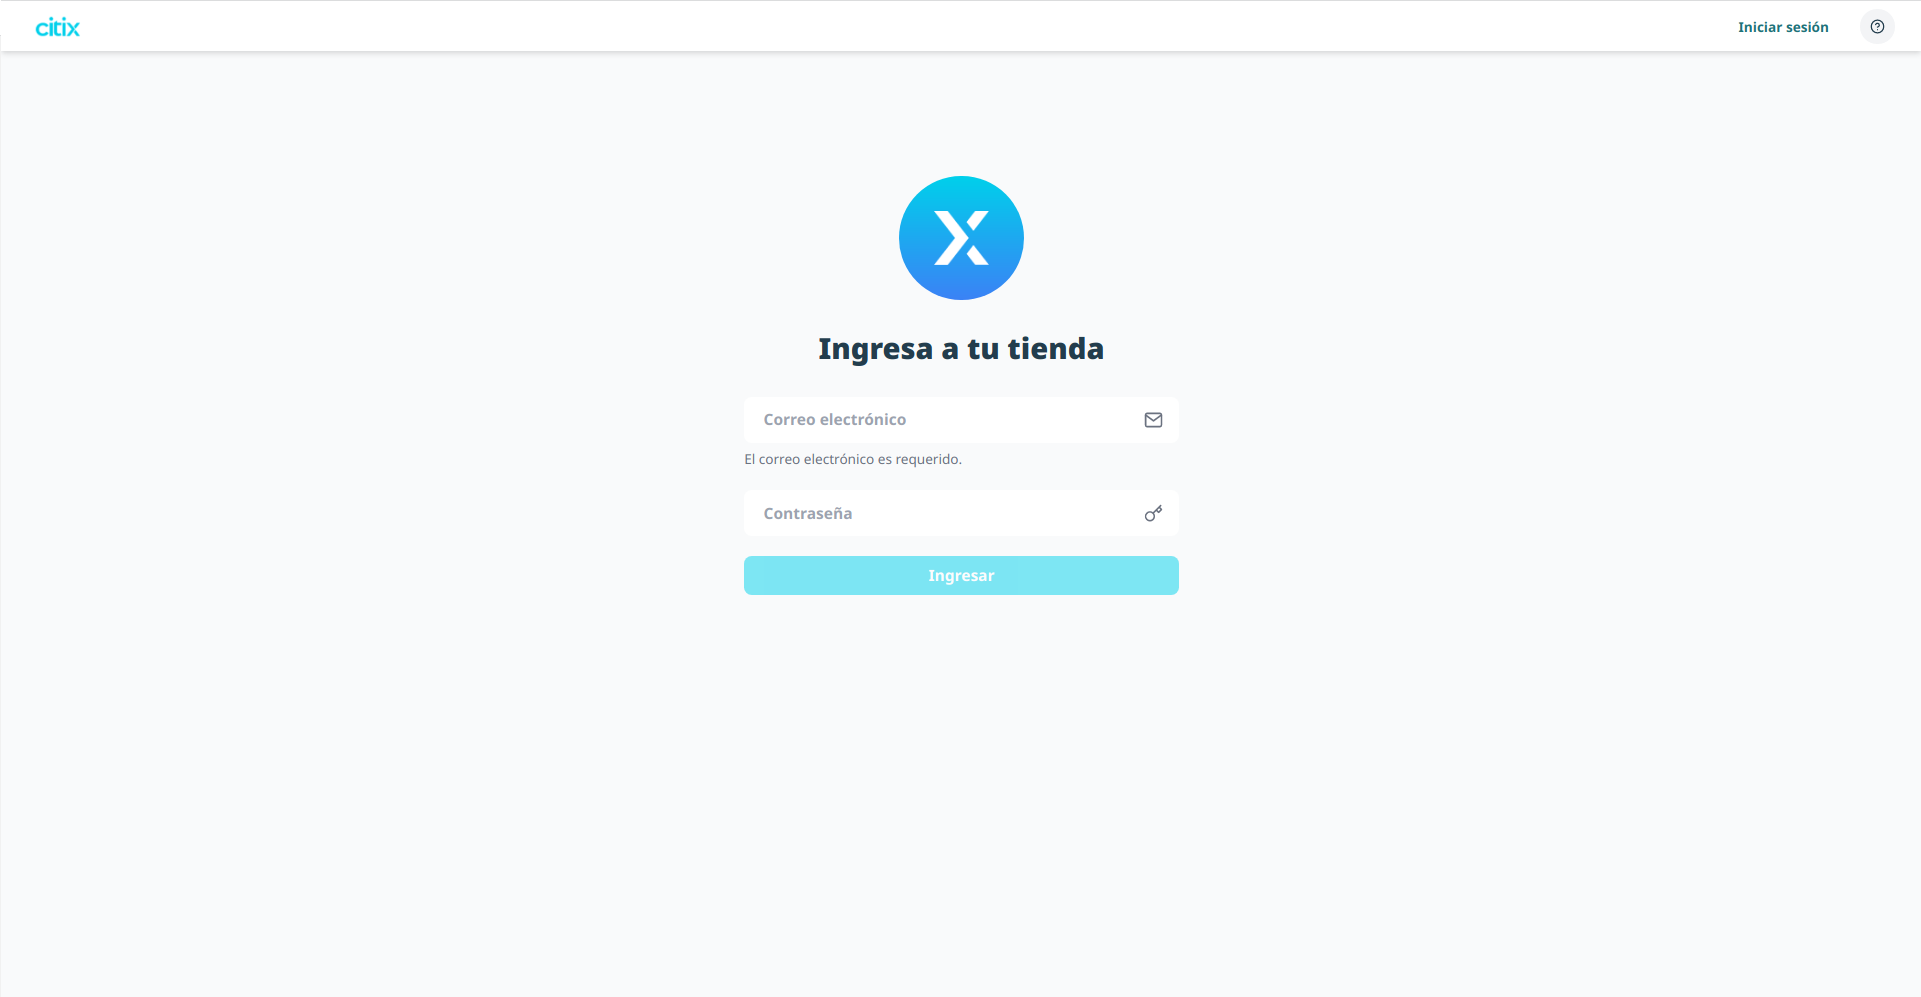 citix
Iniciar sesión
Ingresa a tu tienda
Correo electrónico
El correo electrónico es requerido.
Contraseña
Ingresar